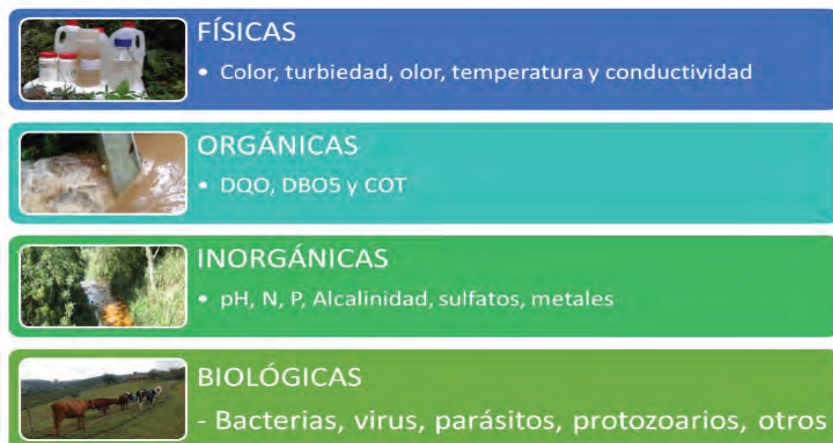 FÍSICAS
• Color, turbiedad, olor, temperatura y conductividad
ORGÁNICAS
• DQO, DBO5 y COT
INORGÁNICAS
• pH, N, P, Alcalinidad, sulfatos, metales
BIOLÓGICAS
- Bacterias, virus, parásitos, protozoarios, otros